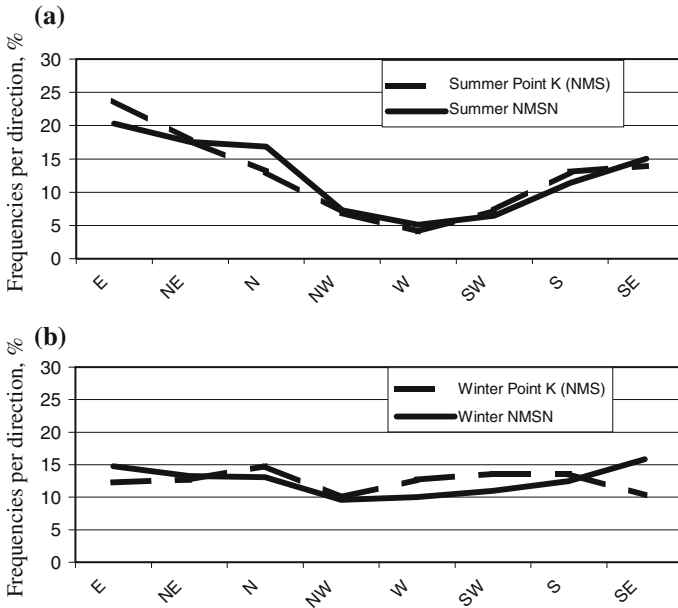 (a)
Frequencies per direction, %
30
25
20
15
10
5
0
Summer Point K (NMS)
Summer NMSN
E
NE
N
NW
W
SW
S
SE
(b)
Frequencies per direction, %
30
25
20
15
10
5
0
Winter Point K (NMS)
Winter NMSN
E
NE
N
NW
W
SW
S
SE